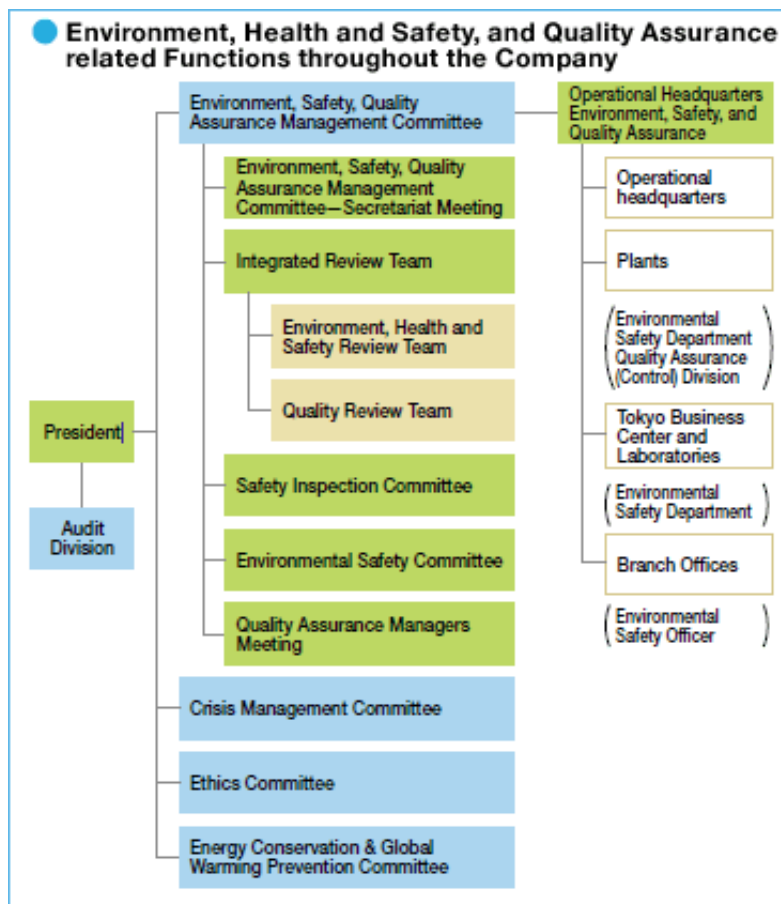 Environment, Health and Safety, and Quality Assurance
related Functions throughout the Company
Environment, Safety, Quality
Assurance Management Committee
Operational Headquarters
Environment, Safety, and
Quality Assurance
Environment, Safety, Quality
Assurance Management
Committee—Secretariat Meeting
Operational
headquarters
Integrated Review Team
Plants
Environment, Health and
Safety Review Team
(Environmental
Safety Department
Quality Assurance
(Control) Division)
Quality Review Team
President
Tokyo Business
Center and
Laboratories
Safety Inspection Committee
(Environmental
Safety Department)
Audit
Division
Environmental Safety Committee
Branch Offices
Quality Assurance Managers
Meeting
(Environmental
Safety Officer)
Crisis Management Committee
Ethics Committee
Energy Conservation & Global
Warming Prevention Committee